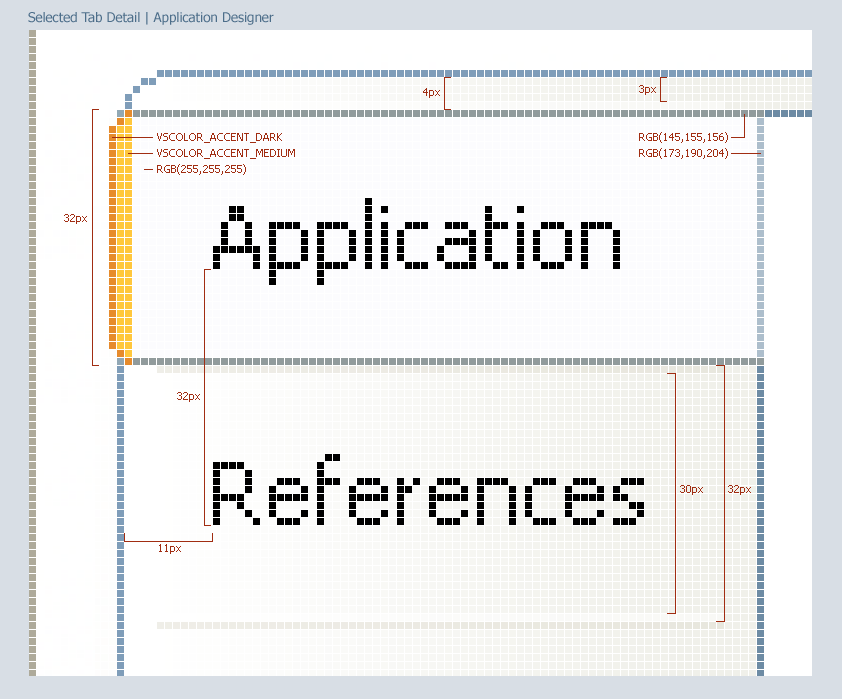 Selected Tab Detail | Application Designer
4px
3px
VSCOLOR_ACCENT_DARK
RGB(145,155,156)
VSCOLOR_ACCENT_MEDIUM
RGB(173,190,204)
RGB(255,255,255)
32px
Application
32px
References
30px
32px
11px